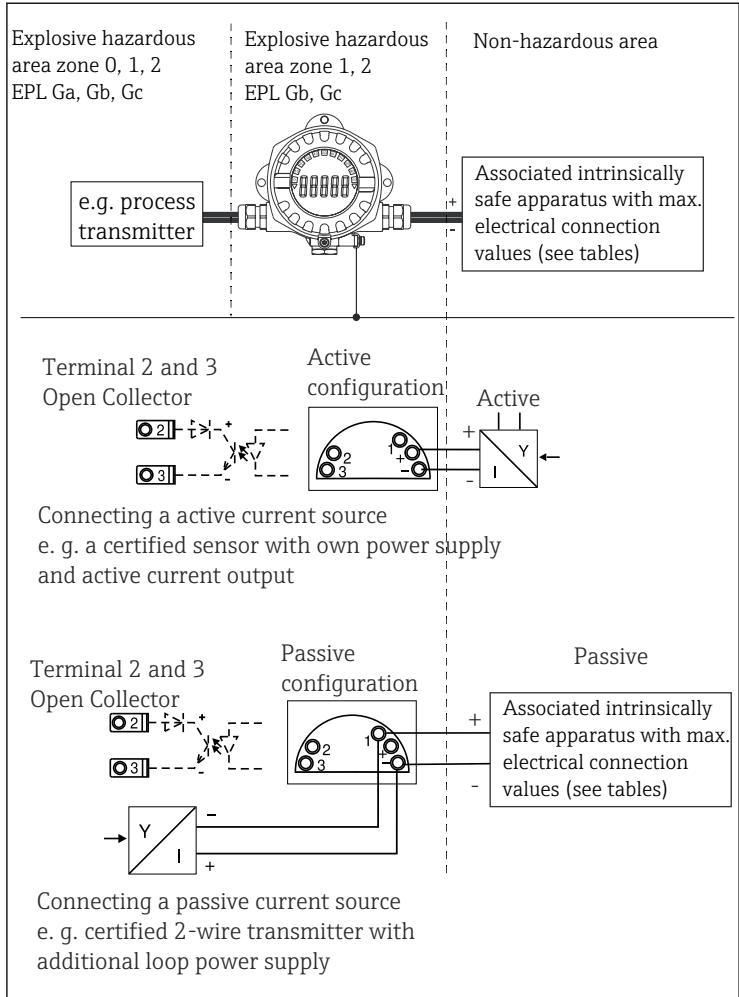 Explosive hazardous
area zone 0, 1, 2
EPL Ga, Gb, Gc
Explosive hazardous
area zone 1, 2
EPL Gb, Gc
Non-hazardous area
e.g. process
transmitter
88888
+
-
Associated intrinsically
safe apparatus with max.
electrical connection
values (see tables)
Terminal 2 and 3
Open Collector
2
3
+
-
Active
configuration
1
2
3
+
-
Active
+
-
Y
I
Connecting a active current source
e. g. a certified sensor with own power supply
and active current output
Terminal 2 and 3
Open Collector
2
3
+
-
Passive
configuration
1
2
3
+
-
Passive
+
-
Associated intrinsically
safe apparatus with max.
electrical connection
values (see tables)
Y
I
-
+
Connecting a passive current source
e. g. certified 2-wire transmitter with
additional loop power supply